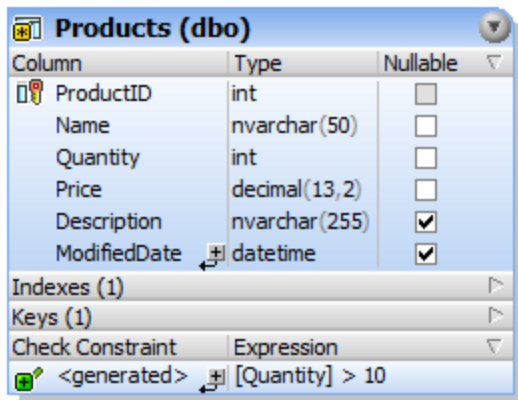 Products (dbo)
Column Type Nullable
ProductID int
Name nvarchar(50)
Quantity int
Price decimal(13,2)
Description nvarchar(255)
ModifiedDate datetime
Indexes (1)
Keys (1)
Check Constraint Expression
<generated> [Quantity] > 10